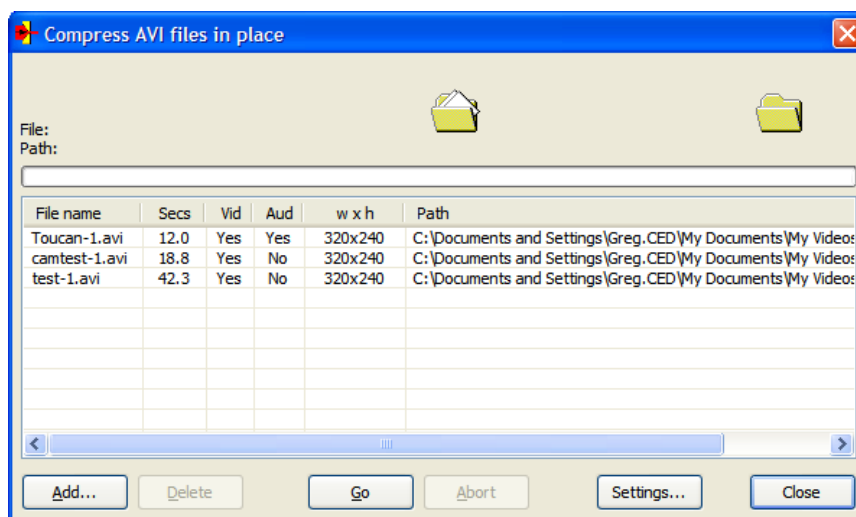 Compress AVI files in place
File:
Path:
File name Secs Vid Aud w x h Path
Toucan-1.avi 12.0 Yes Yes 320x240 C:\Documents and Settings\Greg.CED\My Documents\My Videos
camtest-1.avi 18.8 Yes No 320x240 C:\Documents and Settings\Greg.CED\My Documents\My Videos
test-1.avi 42.3 Yes No 320x240 C:\Documents and Settings\Greg.CED\My Documents\My Videos
Add... Delete Go Abort Settings... Close